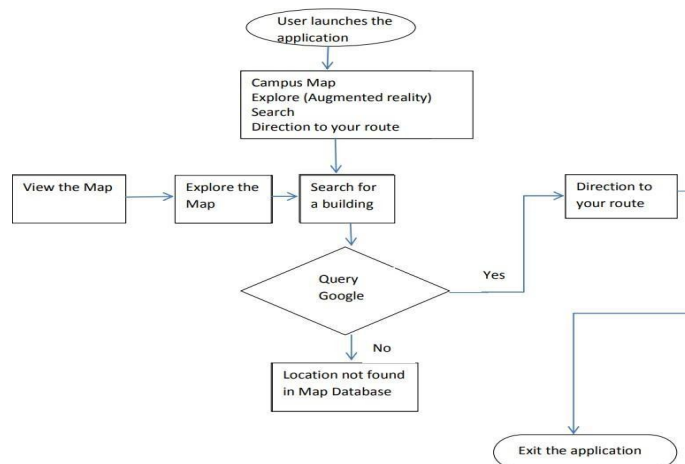 User launches the
application
Campus Map
Explore (Augmented reality)
Search
Direction to your route
View the Map
Explore the
Map
Search for
a building
Direction to
your route
Query
Google
Yes
No
Location not found
in Map Database
Exit the application